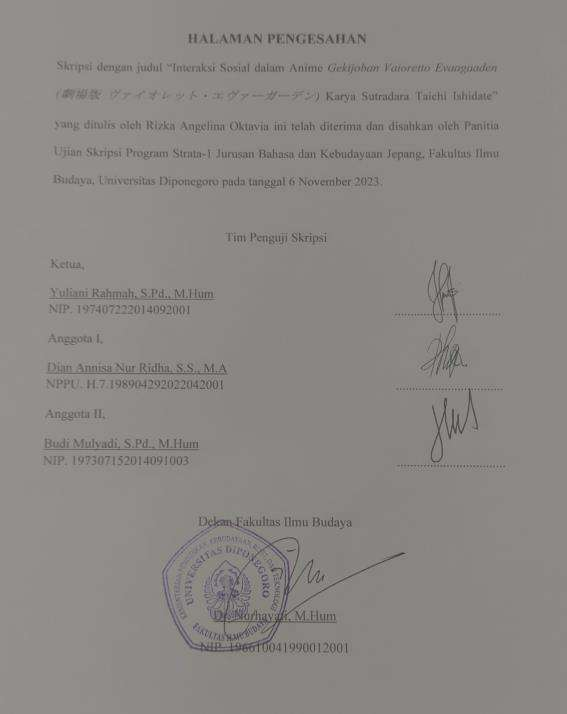 HALAMAN PENGESAHAN
Skripsi dengan judul “Interaksi Sosial dalam Anime Gekijohan Vaioretto Evaagaaden
(劇場版 ヴァイオレット・エヴァーガーデン) Karya Sutradara Taichi Ishidate”
yang ditulis oleh Rizka Angelina Oktavia ini telah diterima dan disahkan oleh Panitia
Ujian Skripsi Program Strata-1 Jurusan Bahasa dan Kebudayaan Jepang, Fakultas Ilmu
Budaya, Universitas Diponegoro pada tanggal 6 November 2023.
Tim Penguji Skripsi
Ketua,
Yuliani Rahmah, S.Pd., M.Hum
NIP. 197407222014092001
Anggota I,
Dian Annisa Nur Ridha, S.S., M.A
NPPU. H.7.198904292022042001
Anggota II,
Budi Mulyadi, S.Pd., M.Hum
NIP. 197307152014091003
Dekan Fakultas Ilmu Budaya
UNIVERSITAS DIPONEGORO
FAKULTAS ILMU BUDAYA
Dr. Nurhayati, M.Hum
NIP. 196610041990012001